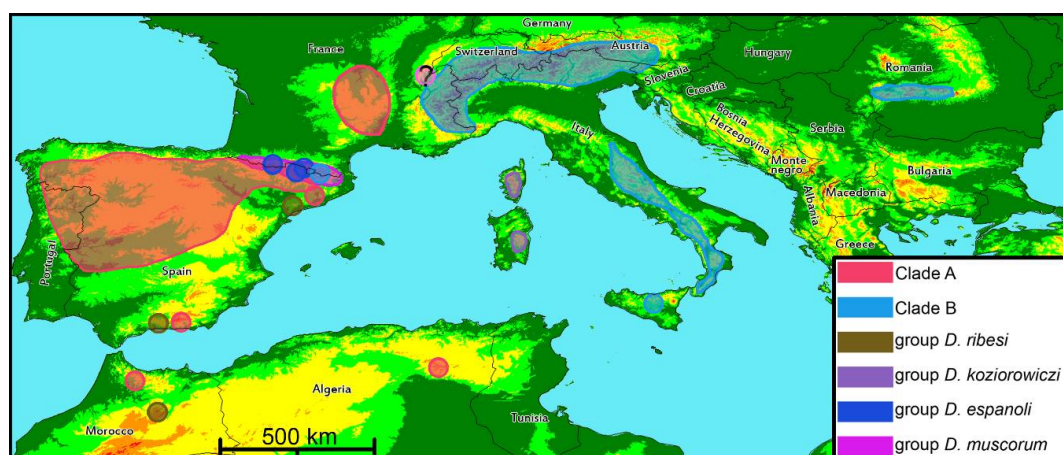 Germany
France
Switzerland
Austria
Hungary
?
Romania
Slovenia
Croatia
Bosnia
Herzegovina
Italy
Serbia
Monte
negro
Bulgaria
Macedonia
Albania
Greece
Portugal
Spain
Algeria
Tunisia
Morocco
500 km
Clade A
Clade B
group D. ribesi
group D. koziorowiczi
group D. espanoli
group D. muscorum